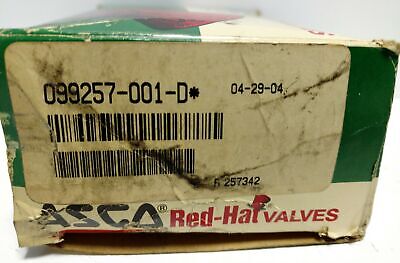 099257-001-D* 04-29-04
257342
ASCO® Red-Hat VALVES